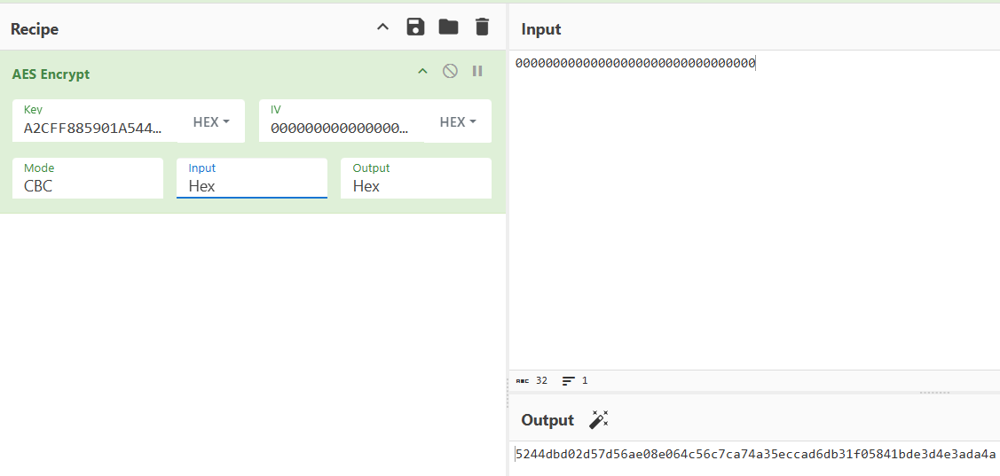 Recipe
AES Encrypt
Key
A2CFF885901A544...
HEX
IV
000000000000000...
HEX
Mode
CBC
Input
Hex
Output
Hex
Input
00000000000000000000000000000000
ABC 32 1
Output
5244dbd02d57d56ae08e064c56c7ca74a35eccad6db31f05841bde3d4e3ada4a